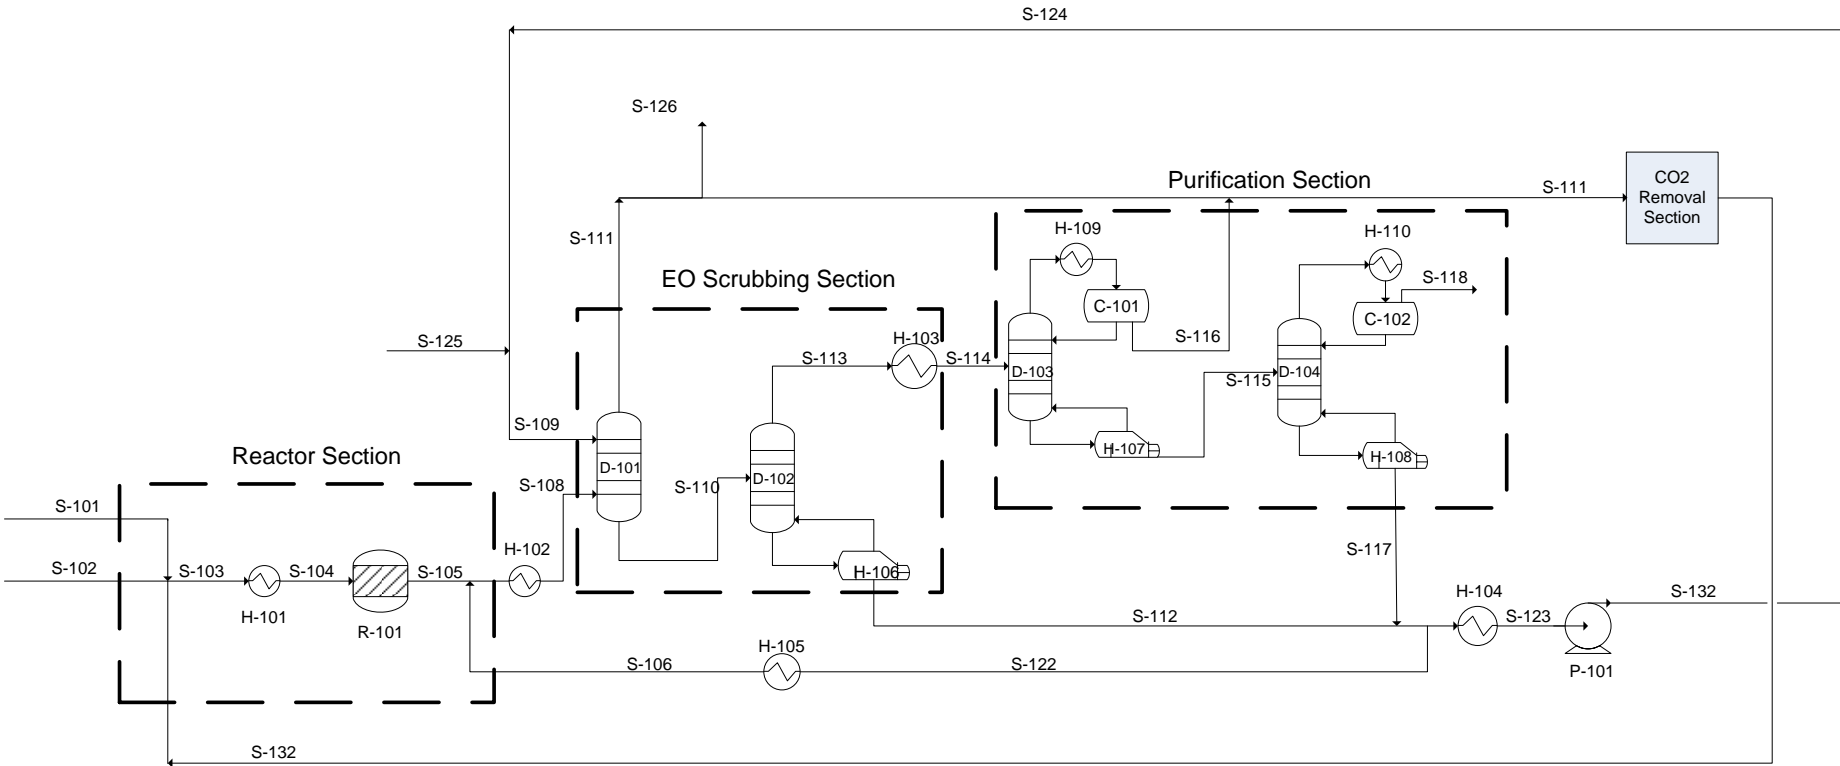 S-124
S-126
Purification Section
S-111
CO2
Removal
Section
S-111
H-109
H-110
EO Scrubbing Section
S-118
C-101
C-102
S-125
H-103
S-116
S-113
S-114
D-103
S-115
D-104
S-109
Reactor Section
H-107
H-108
D-101
S-108
S-110
D-102
S-101
H-102
S-117
S-102
S-103
S-104
S-105
H-106
H-101
R-101
H-104
S-132
S-112
S-123
H-105
S-106
S-122
P-101
S-132